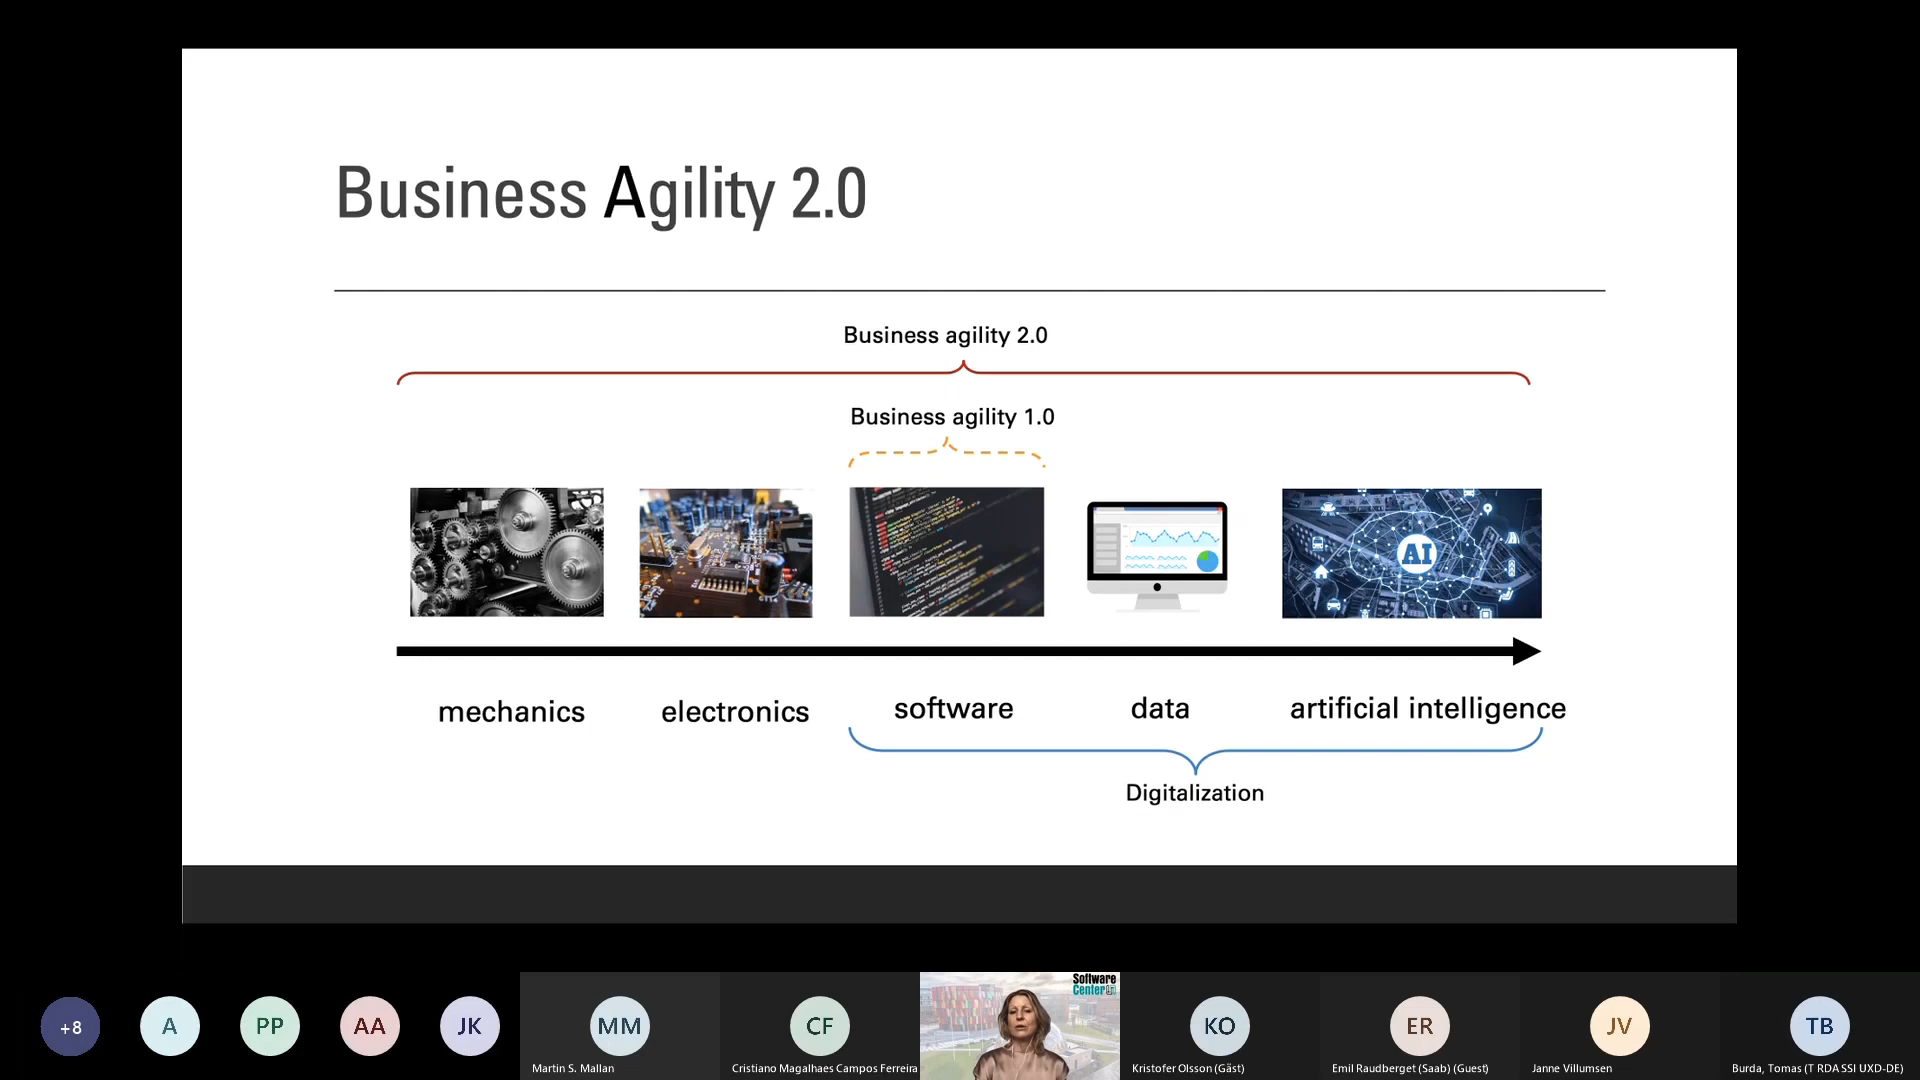 Business Agility 2.0
Business agility 2.0
Business agility 1.0
AI
mechanics
electronics
software
data
artificial intelligence
Digitalization
+8
A
PP
AA
JK
MM
Martin S. Mallan
CF
Cristiano Magalhaes Campos Ferreira
Software
Center
KO
Kristofer Olsson (Gäst)
ER
Emil Raudberget (Saab) (Guest)
JV
Janne Villumsen
TB
Burda, Tomas (T RDA SSI UXD-DE)